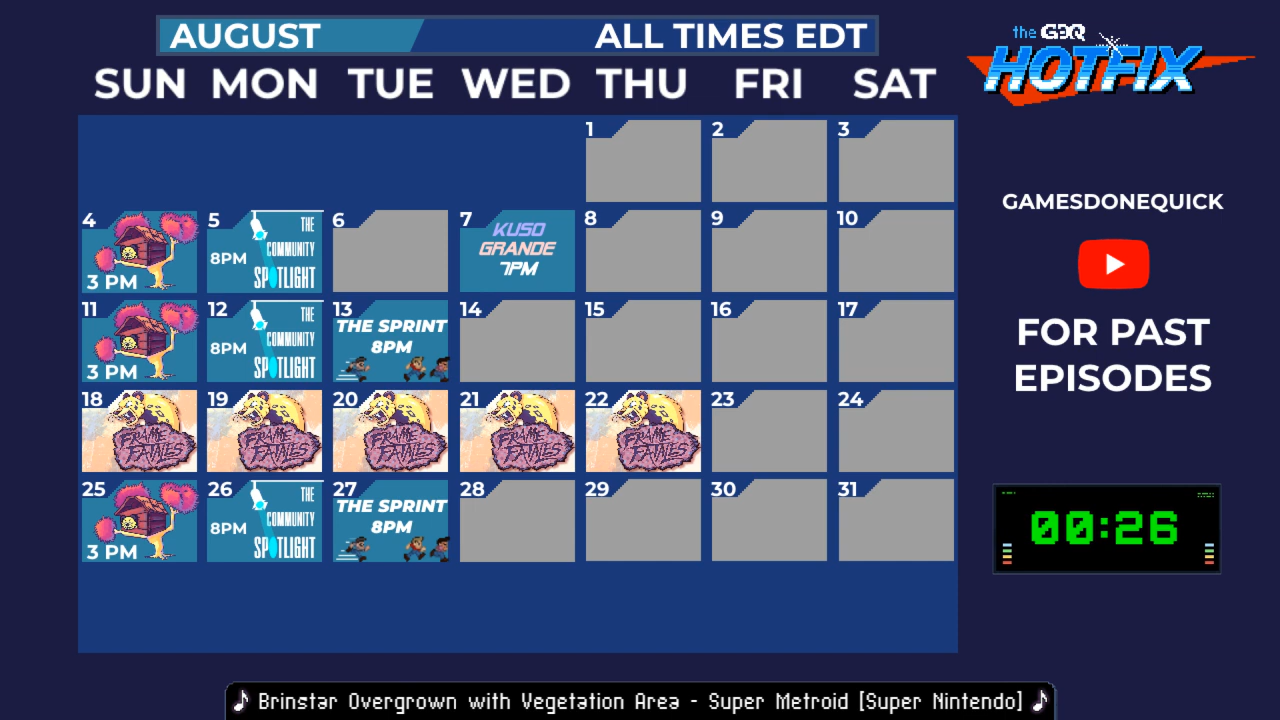 AUGUST
ALL TIMES EDT
the GDQ
HOTFIX
SUN MON TUE WED THU FRI SAT
1 2 3
4 5 6 7 8 9 10
3 PM
8PM
THE
COMMUNITY
SPOTLIGHT
KUSO
GRANDE
7PM
11 12 13 14 15 16 17
3 PM
8PM
THE
COMMUNITY
SPOTLIGHT
THE SPRINT
8PM
18 19 20 21 22 23 24
FRAME
FATALES
FRAME
FATALES
FRAME
FATALES
FRAME
FATALES
FRAME
FATALES
25 26 27 28 29 30 31
3 PM
8PM
THE
COMMUNITY
SPOTLIGHT
THE SPRINT
8PM
GAMESDONEQUICK
FOR PAST
EPISODES
00:26
♪ Brinstar Overgrown with Vegetation Area - Super Metroid [Super Nintendo] ♪